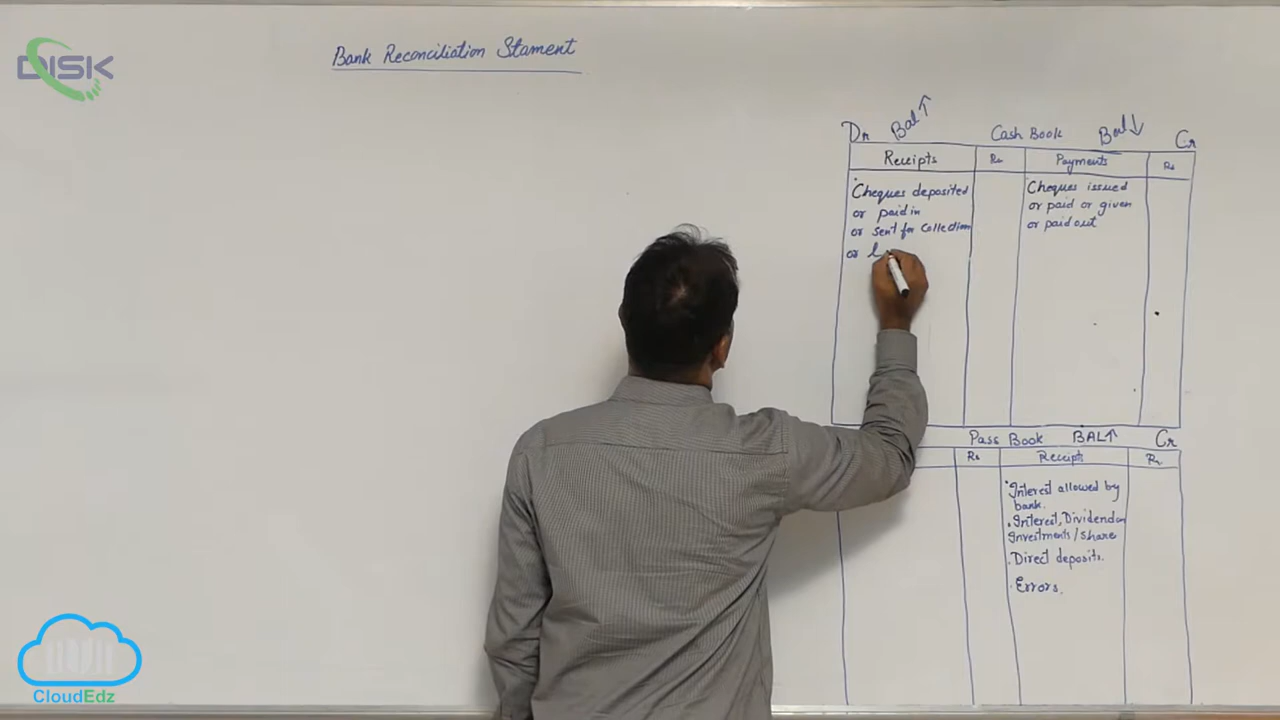 DISK
Bank Reconciliation Stament
Dr Bal↑ Cash Book Bal↓ Cr
Receipts Rs Payments Rs
Cheques deposited
or paid in
or sent for collection
or l
Cheques issued
or paid or given
or paid out
Pass Book BAL↑ Cr
Rs Receipts Rs
Interest allowed by
bank.
Interest, Dividend on
Investments/share
Direct deposits.
Errors.
CloudEdz